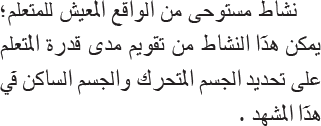 نشاط مستوحى من الواقع المعيش للمتعلم؛
يمكن هذا النشاط من تقويم مدى قدرة المتعلم
على تحديد الجسم المتحرك والجسم الساكن في
هذا المشهد .